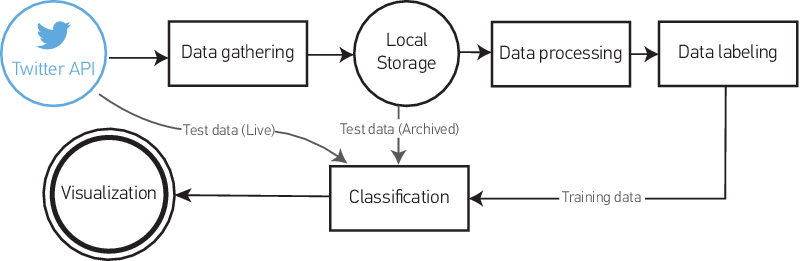 Twitter API
Data gathering
Local
Storage
Data processing
Data labeling
Test data (Live)
Test data (Archived)
Visualization
Classification
Training data